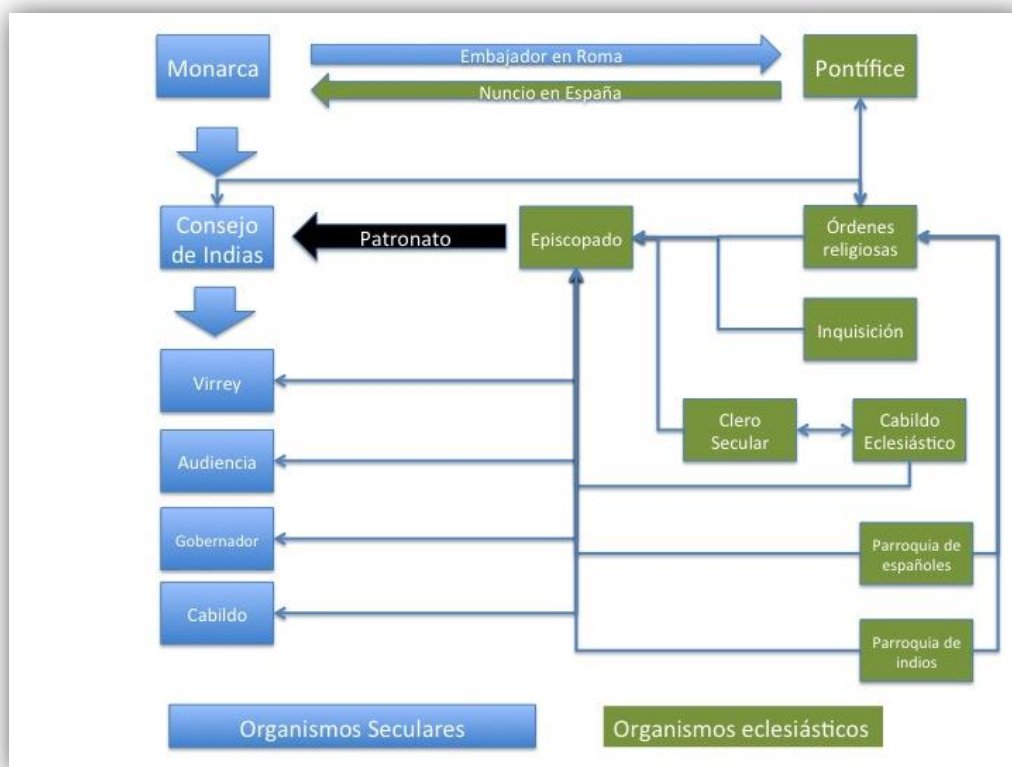 Monarca
Embajador en Roma
Nuncio en España
Pontífice
Consejo
de Indias
Patronato
Episcopado
Órdenes
religiosas
Inquisición
Virrey
Clero
Secular
Cabildo
Eclesiástico
Audiencia
Gobernador
Parroquia de
españoles
Cabildo
Parroquia de
indios
Organismos Seculares
Organismos eclesiásticos